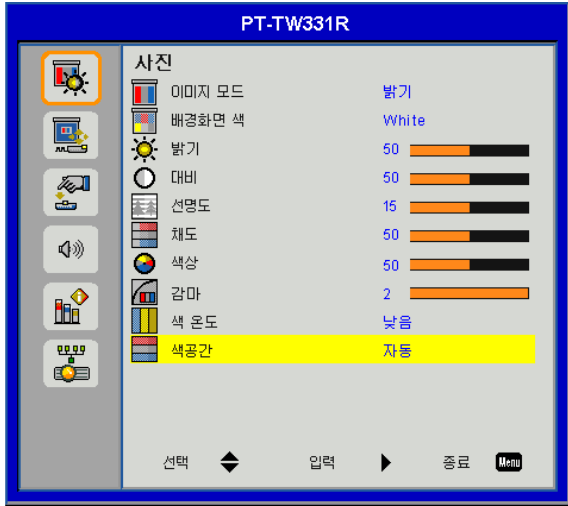 PT-TW331R
사진
이미지 모드 밝기
배경화면 색 White
밝기 50
대비 50
선명도 15
채도 50
색상 50
감마 2
색 온도 낮음
색공간 자동
선택 입력 종료 Menu